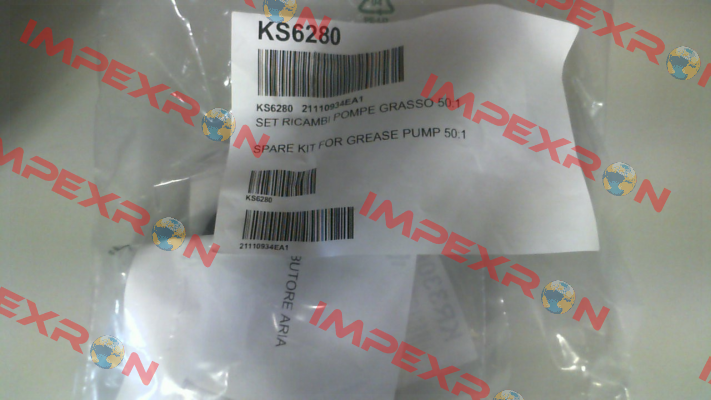 KS6280
KS6280 21110934EA1
SET RICAMBI POMPE GRASSO 50:1
SPARE KIT FOR GREASE PUMP 50:1
KS6280
21110934EA1
BUTORE ARIA
IMPEXRON
IMPEXRON
IMPEXRON
IMPEXRON
IMPEXRON
IMPEXRON